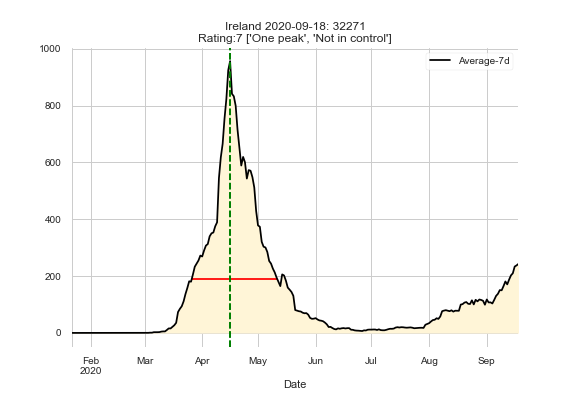 Ireland 2020-09-18: 32271
Rating:7 ['One peak', 'Not in control']
Average-7d
1000
800
600
400
200
0
Feb
2020
Mar
Apr
May
Jun
Jul
Aug
Sep
Date